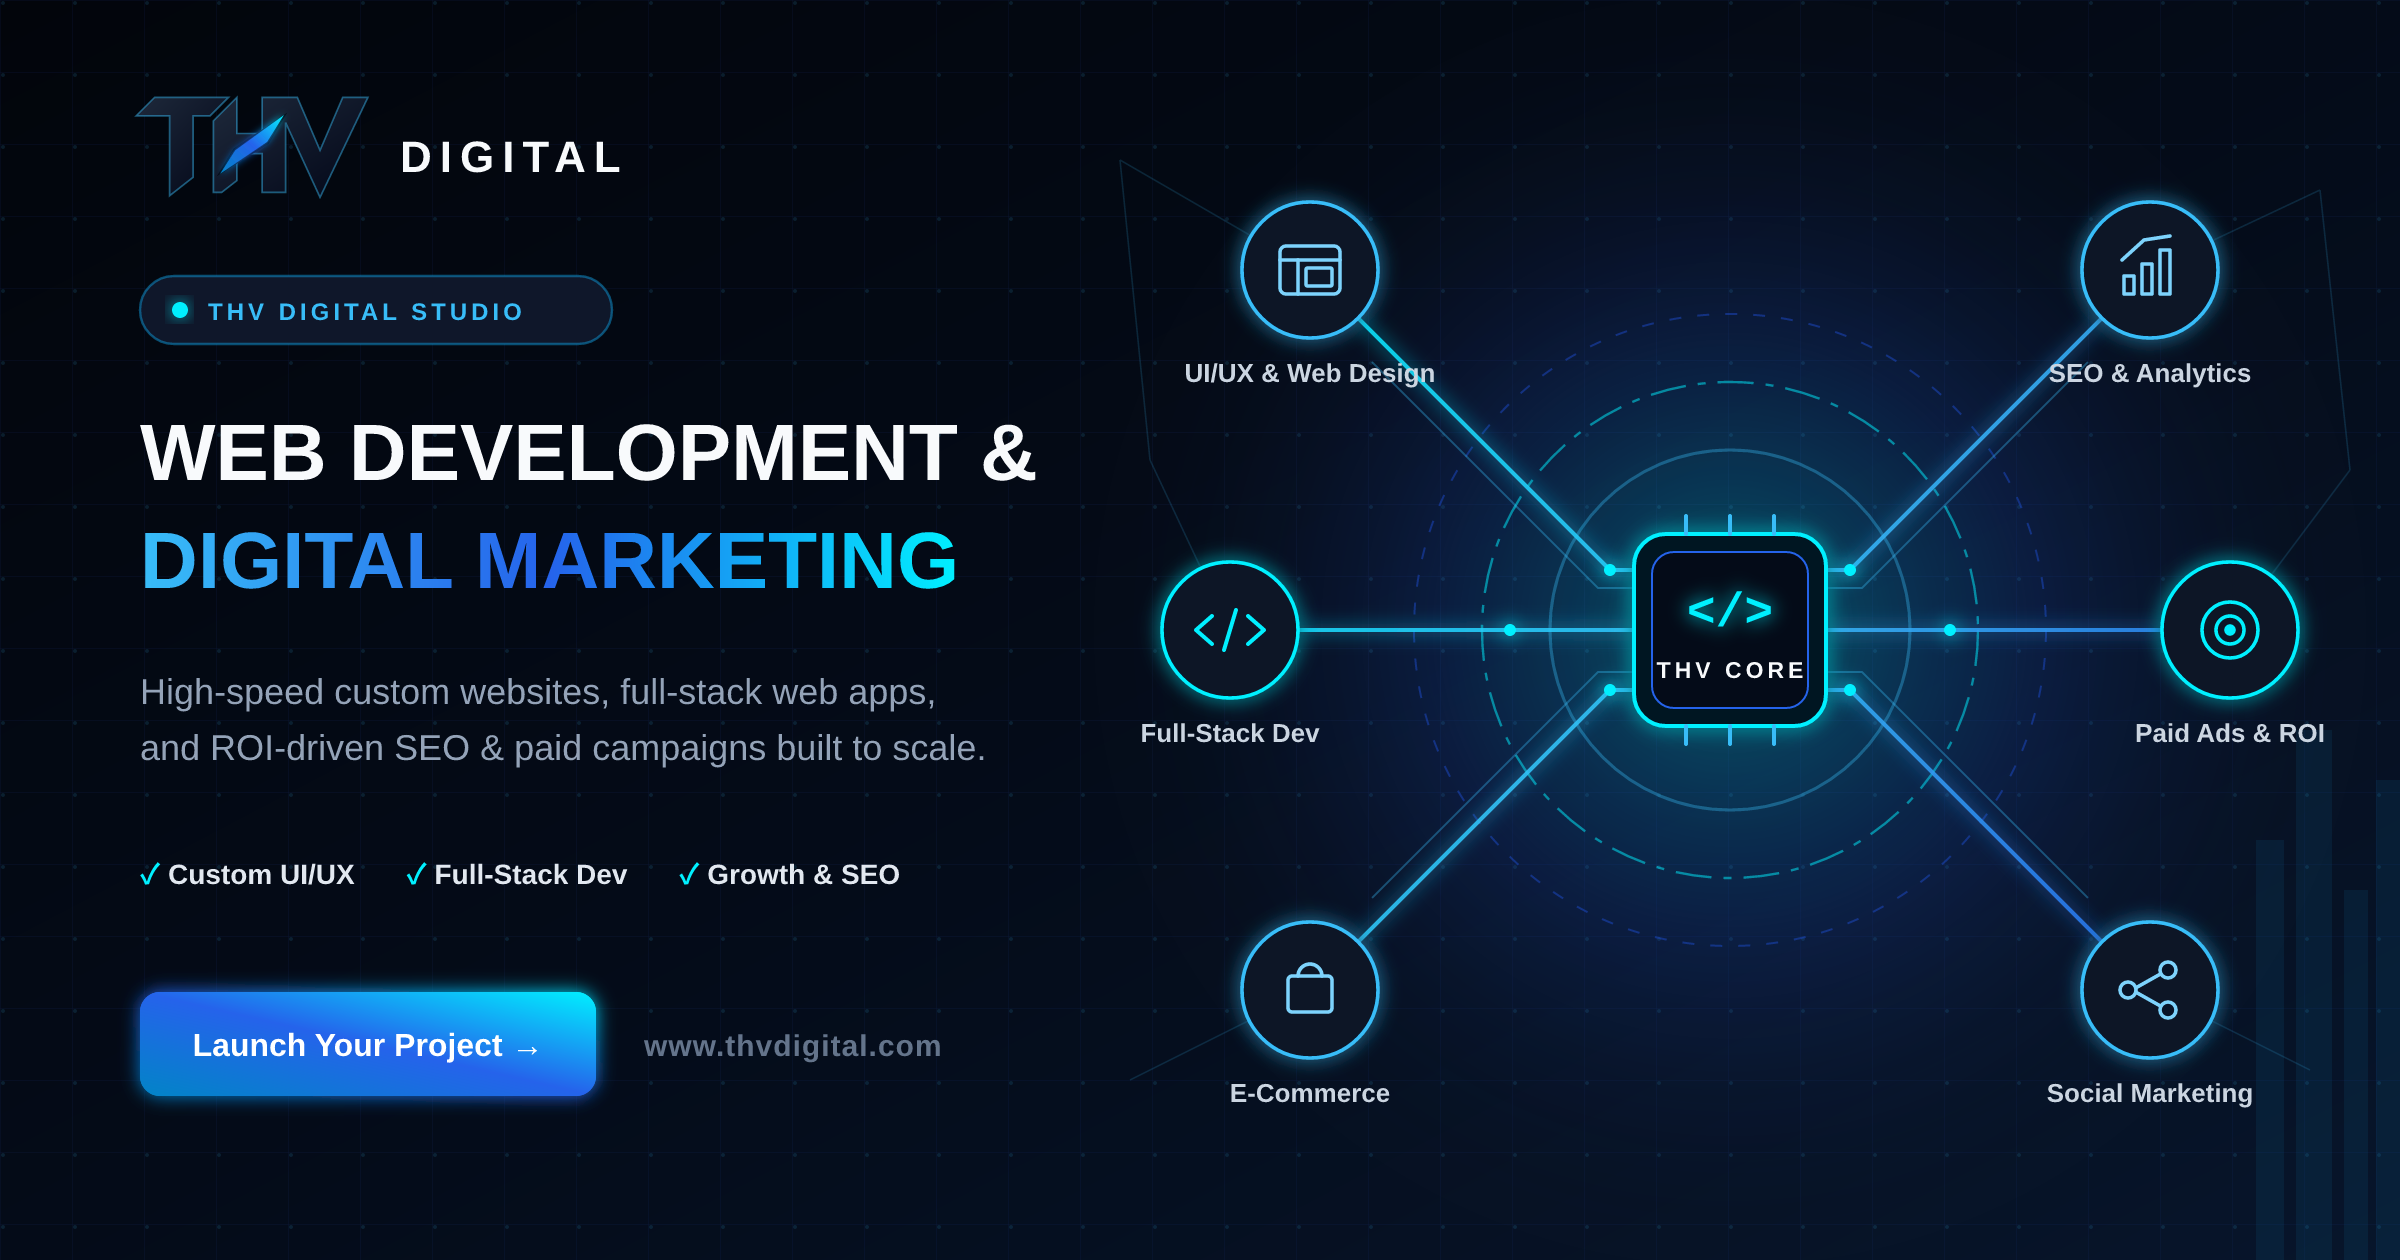 THV DIGITAL
THV DIGITAL STUDIO
WEB DEVELOPMENT &
DIGITAL MARKETING
High-speed custom websites, full-stack web apps,
and ROI-driven SEO & paid campaigns built to scale.
✓ Custom UI/UX ✓ Full-Stack Dev ✓ Growth & SEO
Launch Your Project →
www.thvdigital.com
UI/UX & Web Design
SEO & Analytics
</>
THV CORE
Full-Stack Dev
Paid Ads & ROI
E-Commerce
Social Marketing